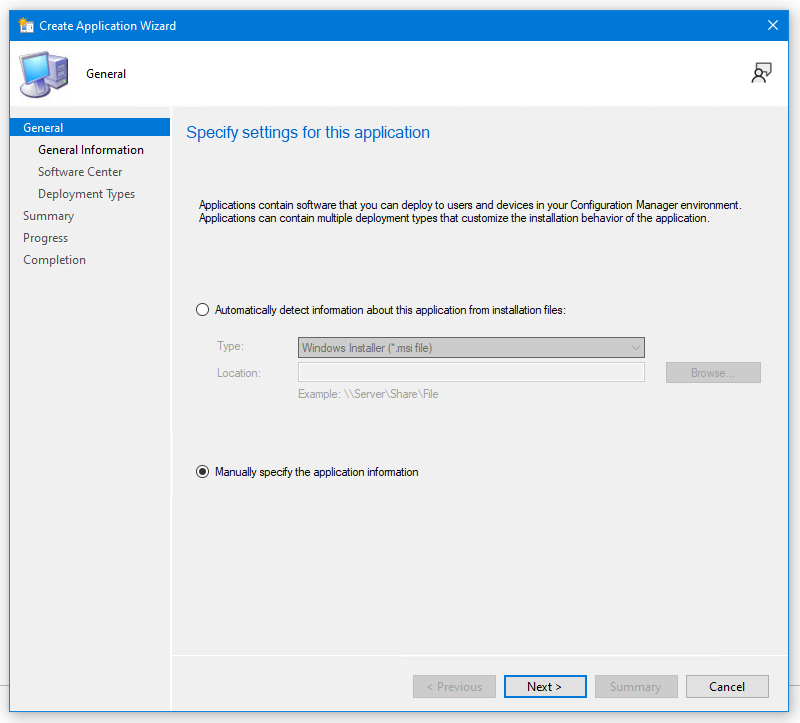 Create Application Wizard
General
General
General Information
Software Center
Deployment Types
Summary
Progress
Completion
Specify settings for this application
Applications contain software that you can deploy to users and devices in your Configuration Manager environment.
Applications can contain multiple deployment types that customize the installation behavior of the application.
Automatically detect information about this application from installation files:
Type:
Windows Installer (*.msi file)
Location:
Browse...
Example: \\Server\Share\File
Manually specify the application information
< Previous
Next >
Summary
Cancel